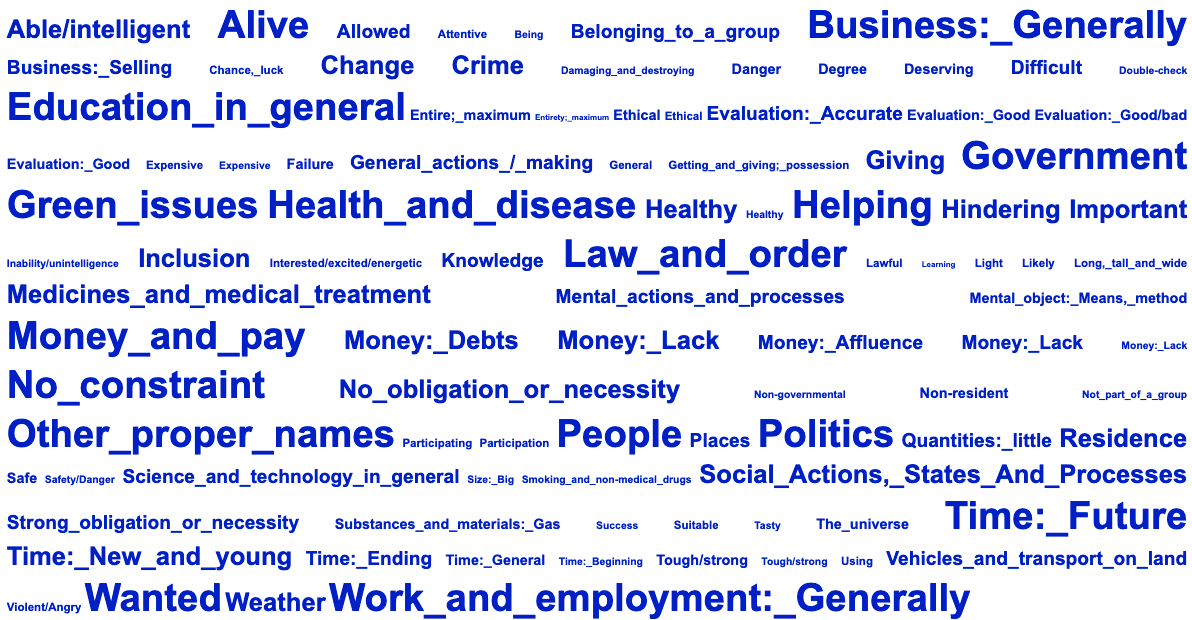 Able/intelligent Alive Allowed Attentive Being Belonging_to_a_group Business:_Generally
Business:_Selling Chance,_luck Change Crime Damaging_and_destroying Danger Degree Deserving Difficult Double-check
Education_in_general Entire;_maximum Entirety;_maximum Ethical Ethical Evaluation:_Accurate Evaluation:_Good Evaluation:_Good/bad
Evaluation:_Good Expensive Expensive Failure General_actions_/_making General Getting_and_giving;_possession Giving Government
Green_issues Health_and_disease Healthy Healthy Helping Hindering Important
Inability/unintelligence Inclusion Interested/excited/energetic Knowledge Law_and_order Lawful Learning Light Likely Long,_tall_and_wide
Medicines_and_medical_treatment Mental_actions_and_processes Mental_object:_Means,_method
Money_and_pay Money:_Debts Money:_Lack Money:_Affluence Money:_Lack Money:_Lack
No_constraint No_obligation_or_necessity Non-governmental Non-resident Not_part_of_a_group
Other_proper_names Participating Participation People Places Politics Quantities:_little Residence
Safe Safety/Danger Science_and_technology_in_general Size:_Big Smoking_and_non-medical_drugs Social_Actions,_States_And_Processes
Strong_obligation_or_necessity Substances_and_materials:_Gas Success Suitable Tasty The_universe Time:_Future
Time:_New_and_young Time:_Ending Time:_General Time:_Beginning Tough/strong Tough/strong Using Vehicles_and_transport_on_land
Violent/Angry Wanted Weather Work_and_employment:_Generally